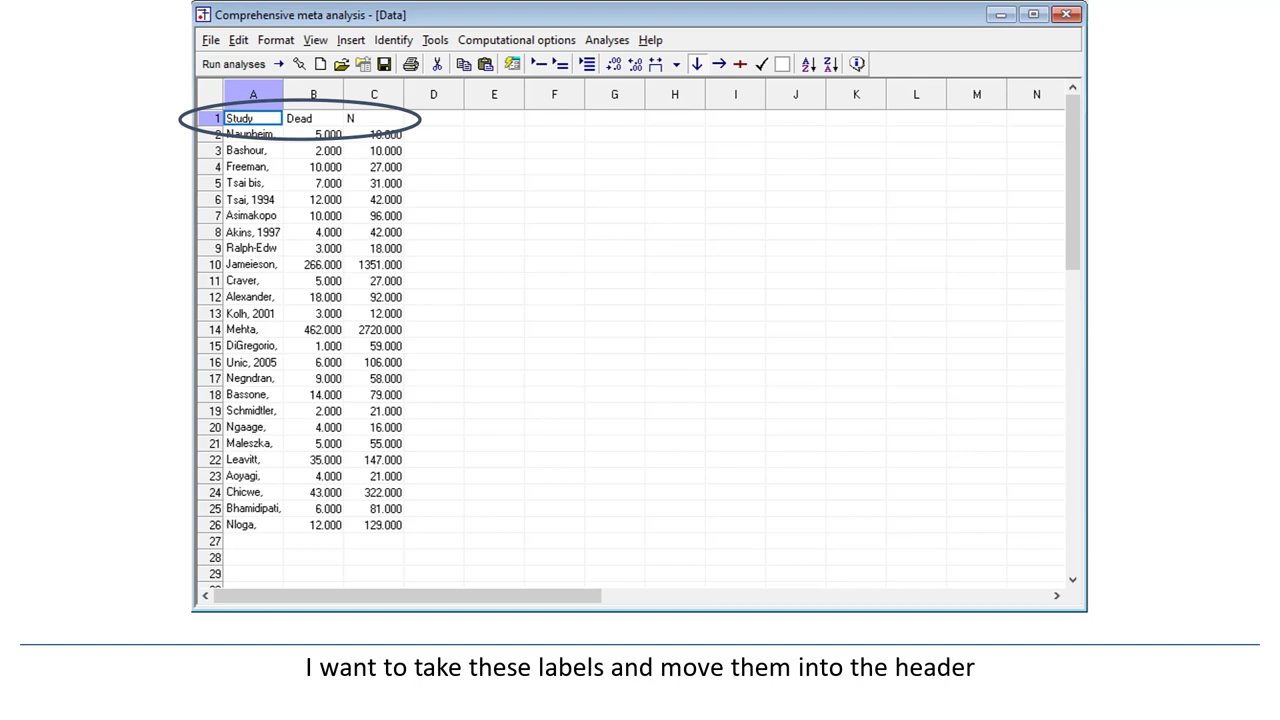 Comprehensive meta analysis - [Data]
File Edit Format View Insert Identify Tools Computational options Analyses Help
Run analyses
A B C D E F G H I J K L M N
1 Study Dead N
2 Naunheim, 5.000 18.000
3 Bashour, 2.000 10.000
4 Freeman, 10.000 27.000
5 Tsai bis, 7.000 31.000
6 Tsai, 1994 12.000 42.000
7 Asimakopo 10.000 96.000
8 Akins, 1997 4.000 42.000
9 Ralph-Edw 3.000 18.000
10 Jameieson, 266.000 1351.000
11 Craver, 5.000 27.000
12 Alexander, 18.000 92.000
13 Kolh, 2001 3.000 12.000
14 Mehta, 462.000 2720.000
15 DiGregorio, 1.000 59.000
16 Unic, 2005 6.000 106.000
17 Negndran, 9.000 58.000
18 Bassone, 14.000 79.000
19 Schmidtler, 2.000 21.000
20 Ngaage, 4.000 16.000
21 Maleszka, 5.000 55.000
22 Leavitt, 35.000 147.000
23 Aoyagi, 4.000 21.000
24 Chicwe, 43.000 322.000
25 Bhamidipati, 6.000 81.000
26 Nloga, 12.000 129.000
27
28
29
I want to take these labels and move them into the header